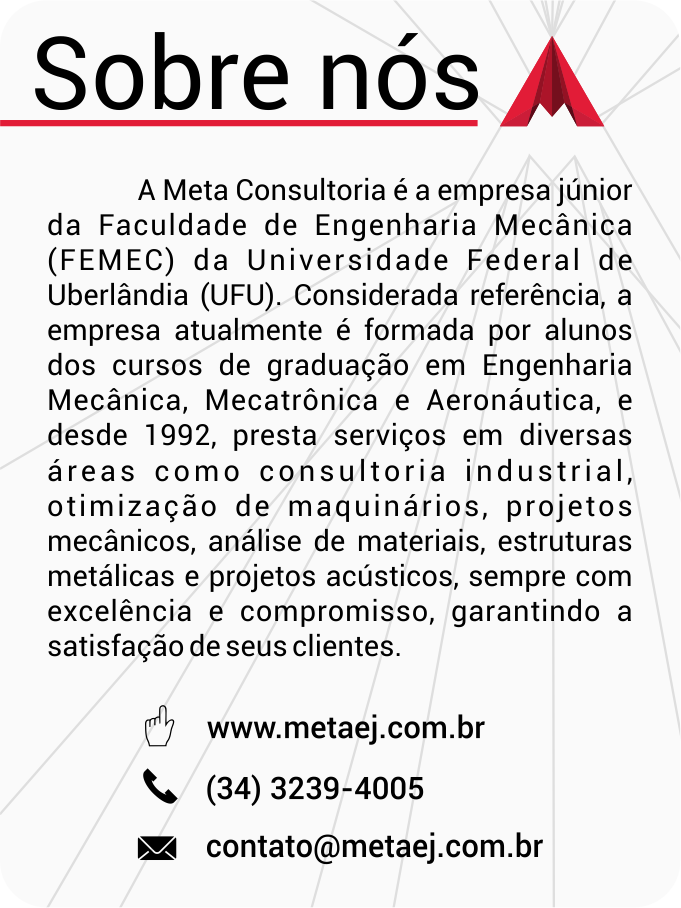 Sobre nós
A Meta Consultoria é a empresa júnior
da Faculdade de Engenharia Mecânica
(FEMEC) da Universidade Federal de
Uberlândia (UFU). Considerada referência, a
empresa atualmente é formada por alunos
dos cursos de graduação em Engenharia
Mecânica, Mecatrônica e Aeronáutica, e
desde 1992, presta serviços em diversas
áreas como consultoria industrial,
otimização de maquinários, projetos
mecânicos, análise de materiais, estruturas
metálicas e projetos acústicos, sempre com
excelência e compromisso, garantindo a
satisfação de seus clientes.
www.metaej.com.br
(34) 3239-4005
contato@metaej.com.br